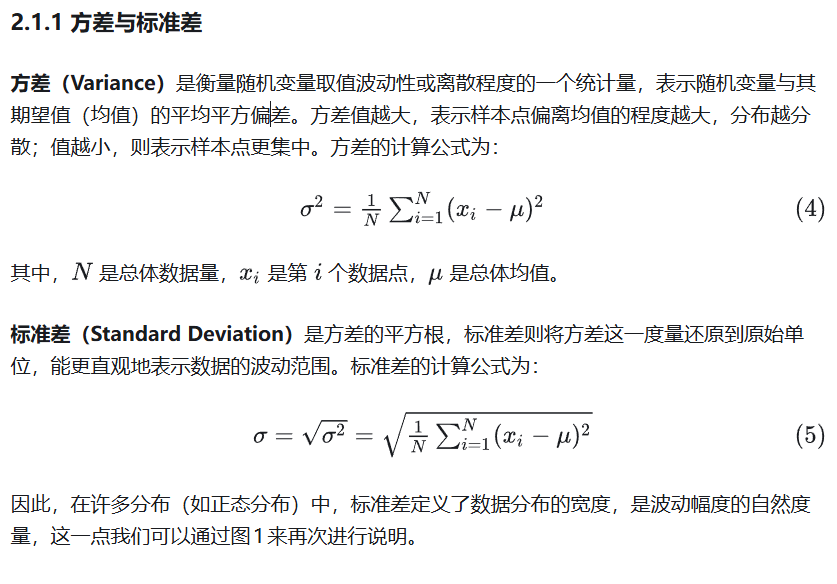 2.1.1 方差与标准差
方差（Variance）是衡量随机变量取值波动性或离散程度的一个统计量，表示随机变量与其
期望值（均值）的平均平方偏差。方差值越大，表示样本点偏离均值的程度越大，分布越分
散；值越小，则表示样本点更集中。方差的计算公式为：
σ² = \frac{1}{N} \sum_{i=1}^{N} (x_i − μ)² (4)
其中，N 是总体数据量，x_i 是第 i 个数据点，μ 是总体均值。
标准差（Standard Deviation）是方差的平方根，标准差则将方差这一度量还原到原始单
位，能更直观地表示数据的波动范围。标准差的计算公式为：
σ = \sqrt{σ²} = \sqrt{\frac{1}{N} \sum_{i=1}^{N} (x_i − μ)²} (5)
因此，在许多分布（如正态分布）中，标准差定义了数据分布的宽度，是波动幅度的自然度
量，这一点我们可以通过图1来再次进行说明。